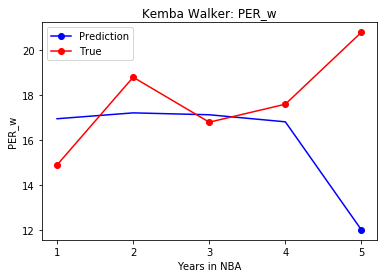 Kemba Walker: PER_w
Prediction
True
PER_w
20
18
16
14
12
1 2 3 4 5
Years in NBA